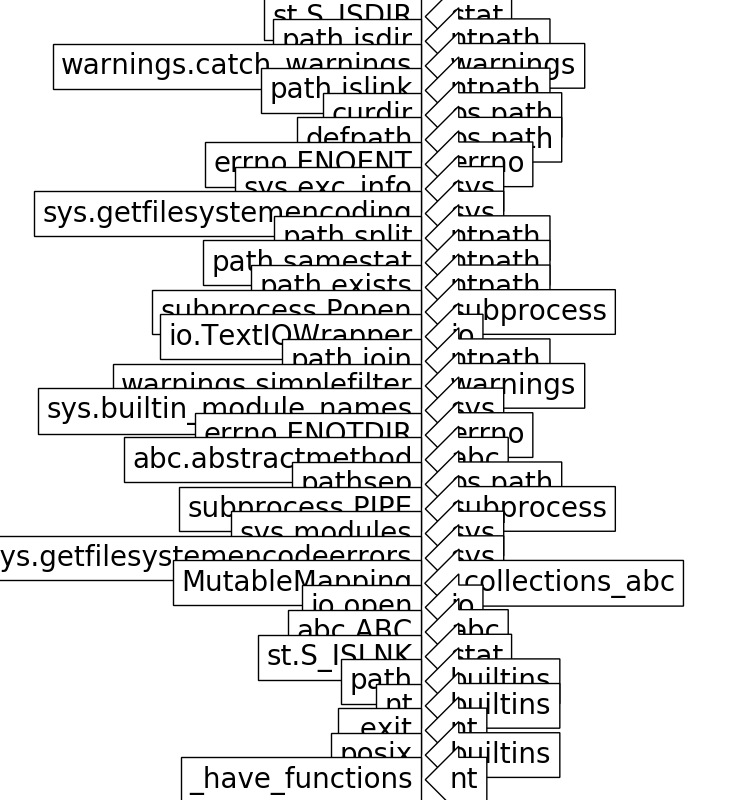 st.S_ISDIR stat
path.isdir ntpath
warnings.catch_warnings warnings
path.islink ntpath
curdir os.path
defpath os.path
errno.ENOENT errno
sys.exc_info sys
sys.getfilesystemencoding sys
path.split ntpath
path.samestat ntpath
path.exists ntpath
subprocess.Popen subprocess
io.TextIOWrapper io
path.join ntpath
warnings.simplefilter warnings
sys.builtin_module_names sys
errno.ENOTDIR errno
abc.abstractmethod abc
pathsep os.path
subprocess.PIPE subprocess
sys.modules sys
ys.getfilesystemencodeerrors sys
MutableMapping collections_abc
io.open io
abc.ABC abc
st.S_ISLNK stat
path builtins
nt builtins
exit nt
posix builtins
_have_functions nt